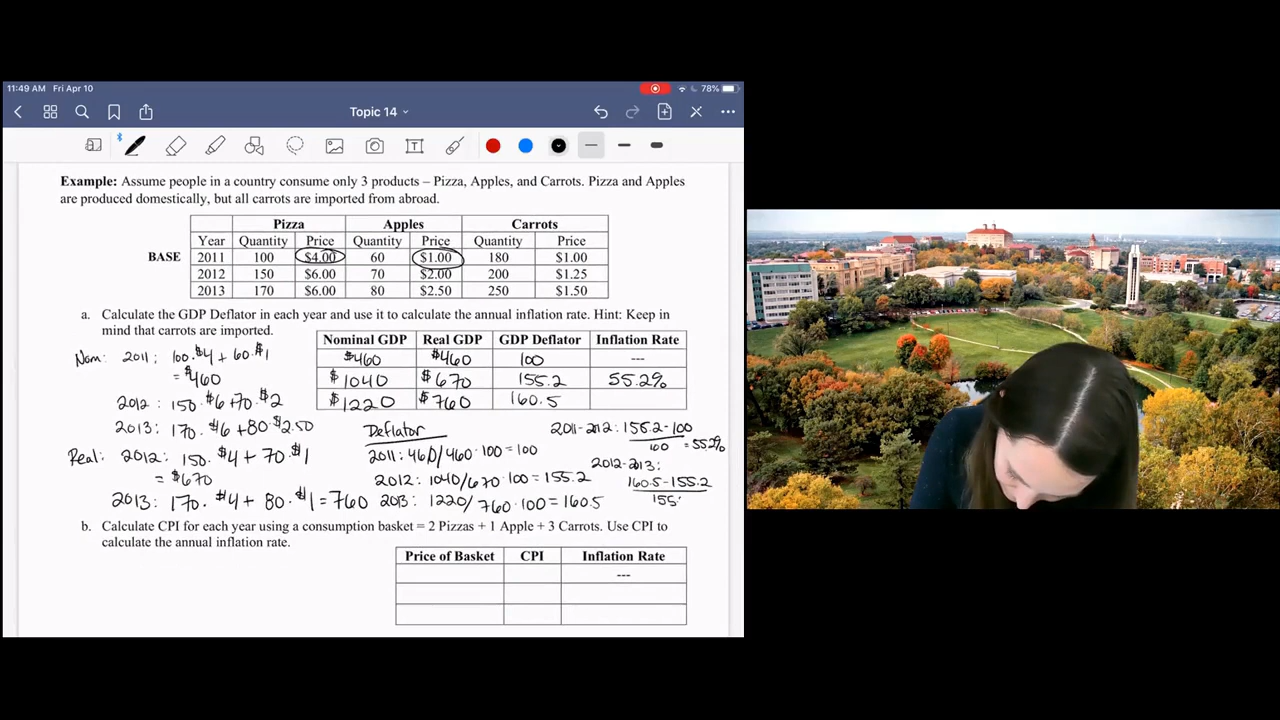 11:49 AM Fri Apr 10
78%
Topic 14
T
Example: Assume people in a country consume only 3 products – Pizza, Apples, and Carrots. Pizza and Apples
are produced domestically, but all carrots are imported from abroad.
Pizza Apples Carrots
Year Quantity Price Quantity Price Quantity Price
BASE 2011 100 $4.00 60 $1.00 180 $1.00
2012 150 $6.00 70 $2.00 200 $1.25
2013 170 $6.00 80 $2.50 250 $1.50
a. Calculate the GDP Deflator in each year and use it to calculate the annual inflation rate. Hint: Keep in
mind that carrots are imported.
Nominal GDP Real GDP GDP Deflator Inflation Rate
$460 $460 100 ---
$1040 $670 155.2 55.2%
$1220 $760 160.5
Nom: 2011: 100·$4 + 60·$1
= $460
2012: 150·$6+70·$2
2013: 170·$6+80·$2.50
Real: 2012: 150·$4+70·$1
= $670
2013: 170·$4+80·$1=760
Deflator
2011: 460/460·100=100
2012: 1040/670·100=155.2
2013: 1220/760·100=160.5
2011-2012: 155.2-100
100 =55.2%
2012-2013:
160.5-155.2
155.
b. Calculate CPI for each year using a consumption basket = 2 Pizzas + 1 Apple + 3 Carrots. Use CPI to
calculate the annual inflation rate.
Price of Basket CPI Inflation Rate
---